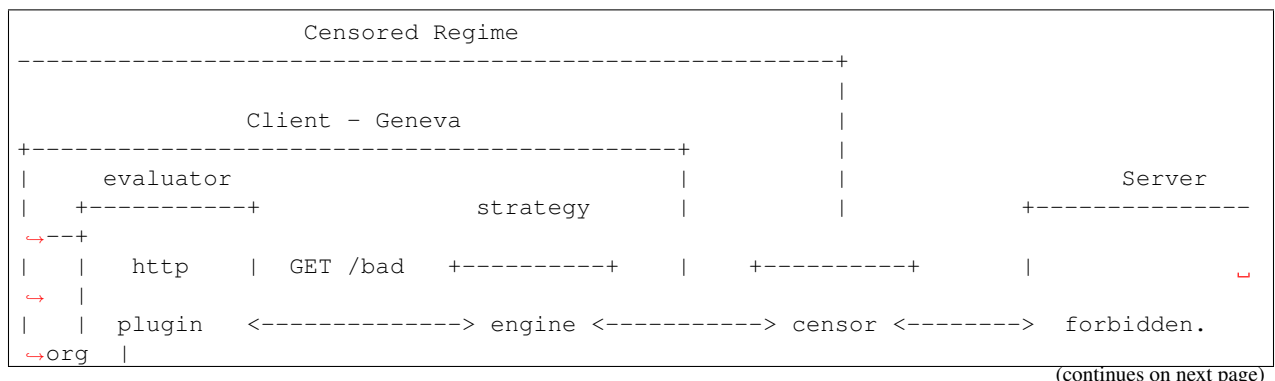 Censored Regime
---------------------------------------------------------+
                                                         |
                Client - Geneva                          |
+---------------------------------------------+          |
|     evaluator                               |          |                   Server
|   +-----------+               strategy      |          |            +---------------
↪--+
|   |   http    |  GET /bad   +----------+    |    +----------+       |              ␣
↪  |
|   |  plugin   <--------------> engine <-----------> censor <-------->  forbidden.
↪org  |
(continues on next page)